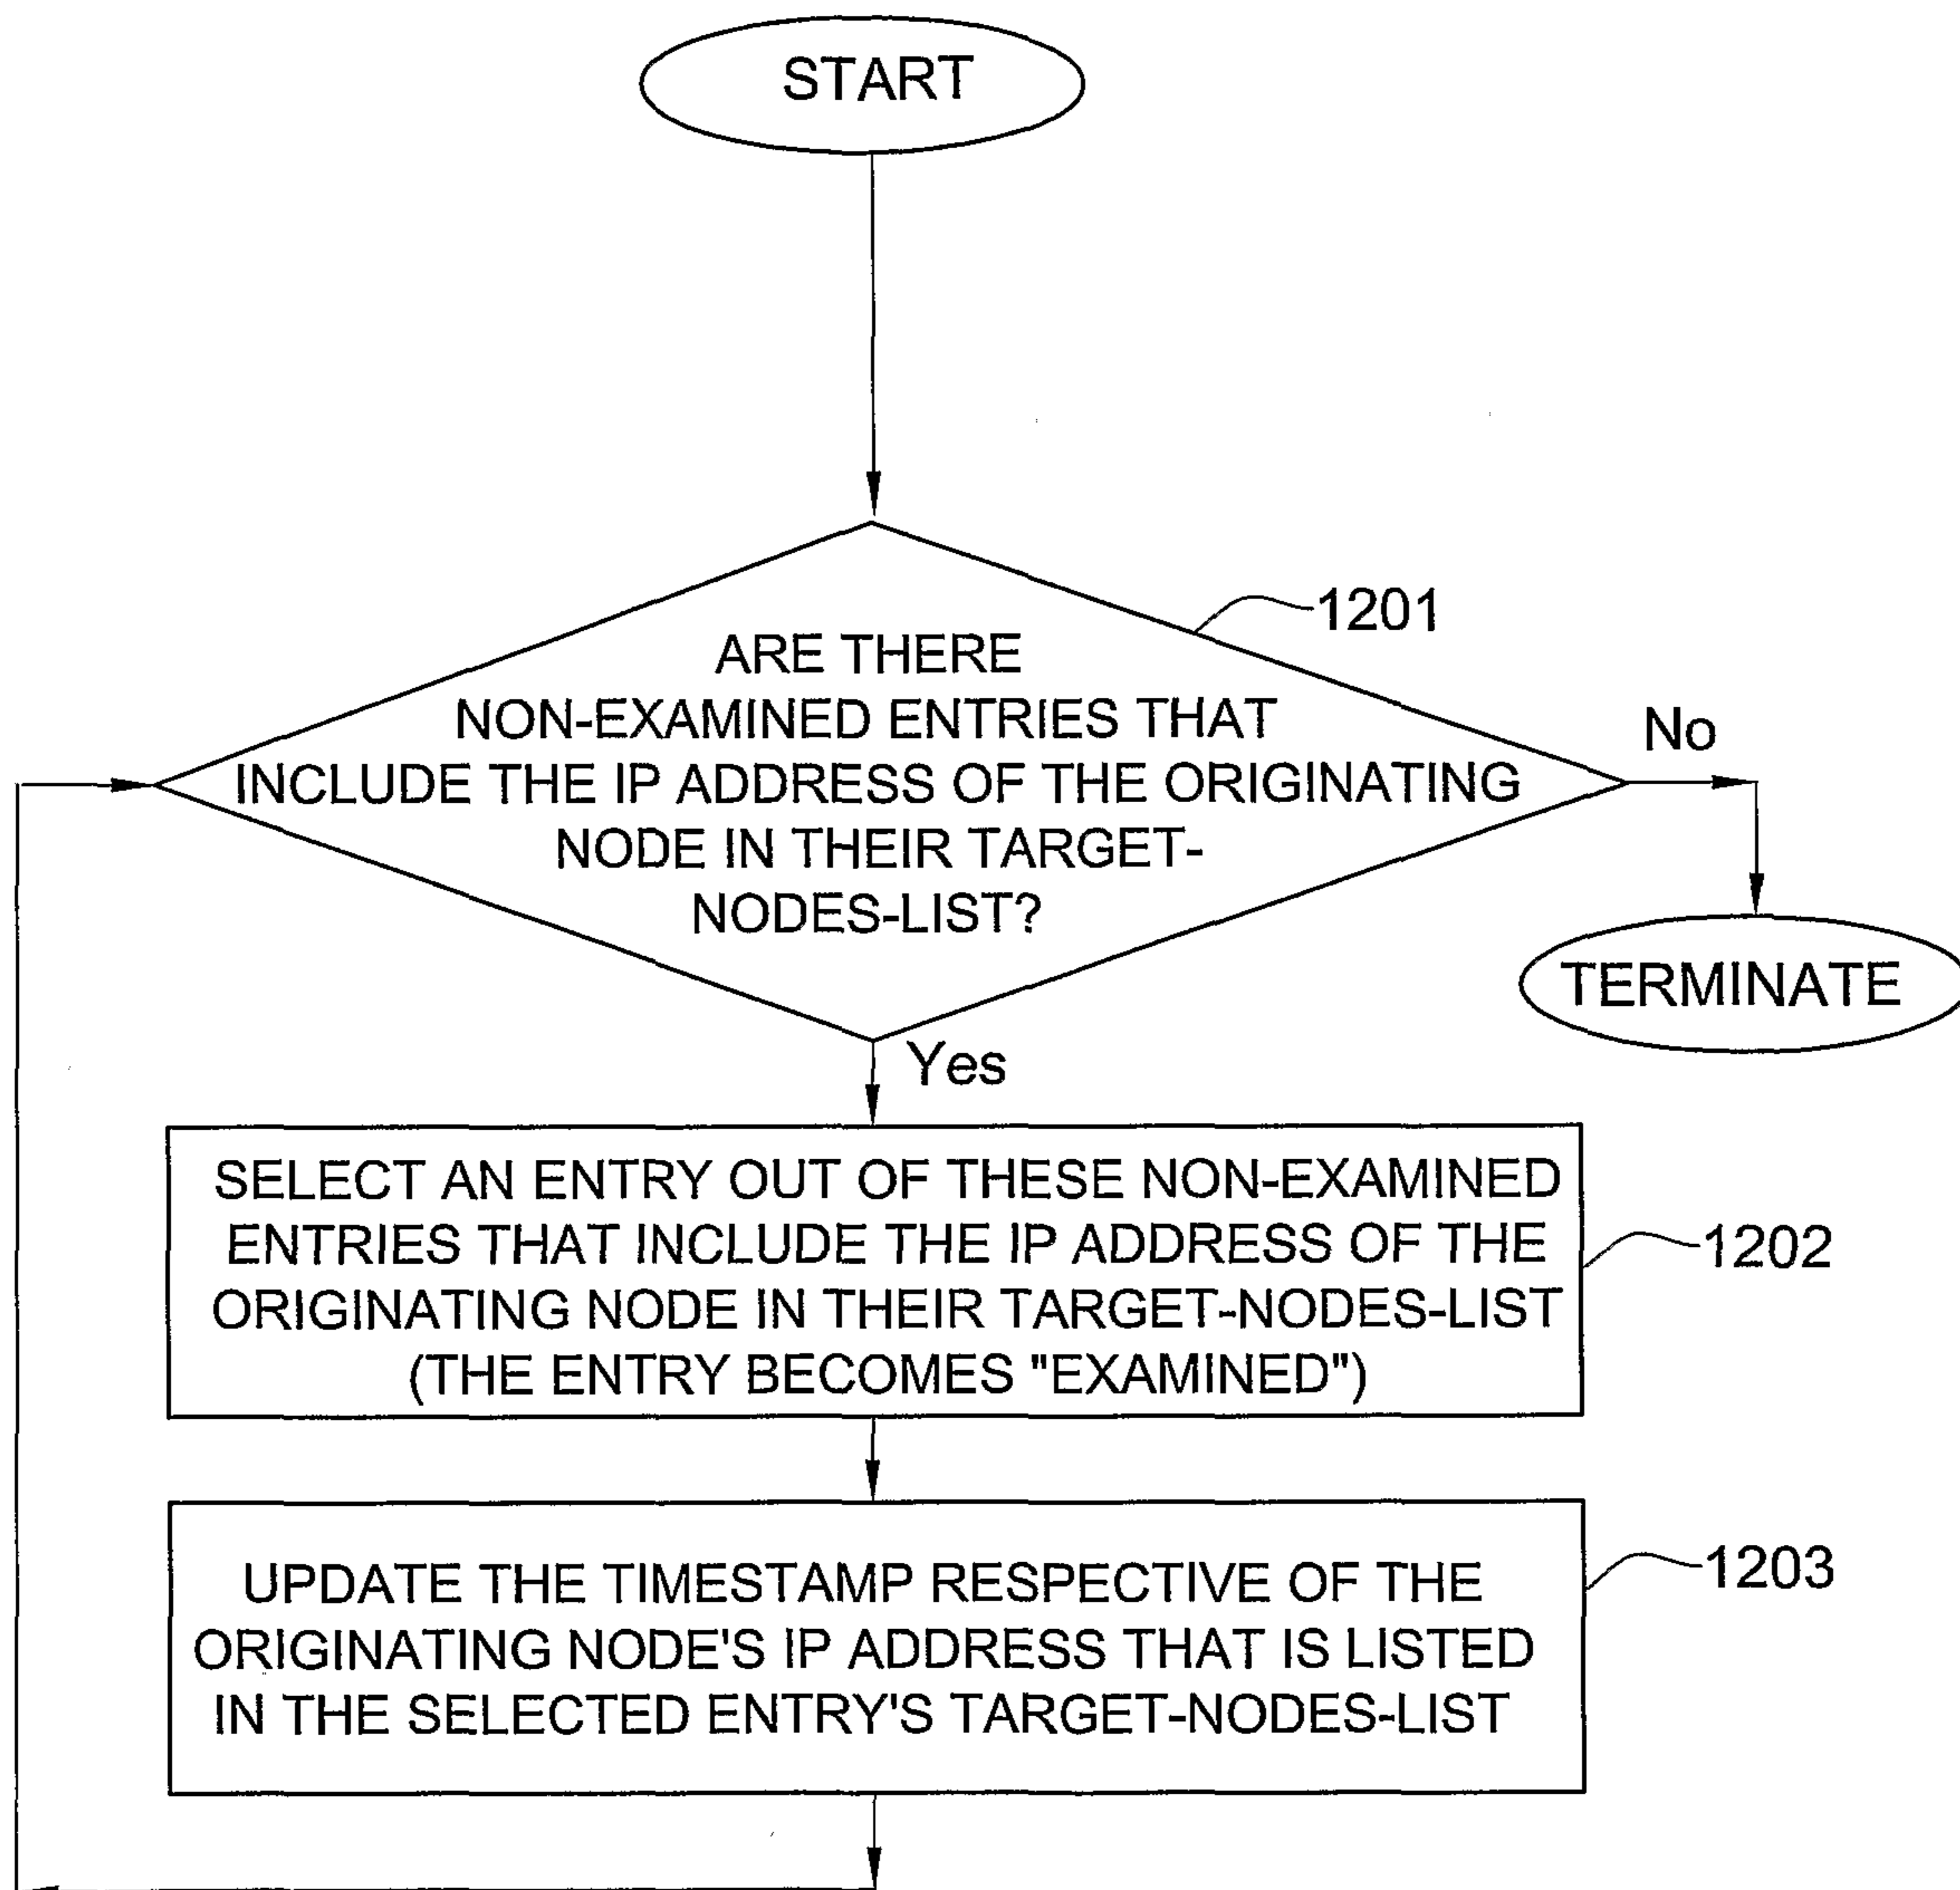 START
1201
ARE THERE
NON-EXAMINED ENTRIES THAT
INCLUDE THE IP ADDRESS OF THE ORIGINATING
NODE IN THEIR TARGET-
NODES-LIST?
No
TERMINATE
Yes
SELECT AN ENTRY OUT OF THESE NON-EXAMINED
ENTRIES THAT INCLUDE THE IP ADDRESS OF THE
ORIGINATING NODE IN THEIR TARGET-NODES-LIST
(THE ENTRY BECOMES "EXAMINED")
1202
UPDATE THE TIMESTAMP RESPECTIVE OF THE
ORIGINATING NODE'S IP ADDRESS THAT IS LISTED
IN THE SELECTED ENTRY'S TARGET-NODES-LIST
1203